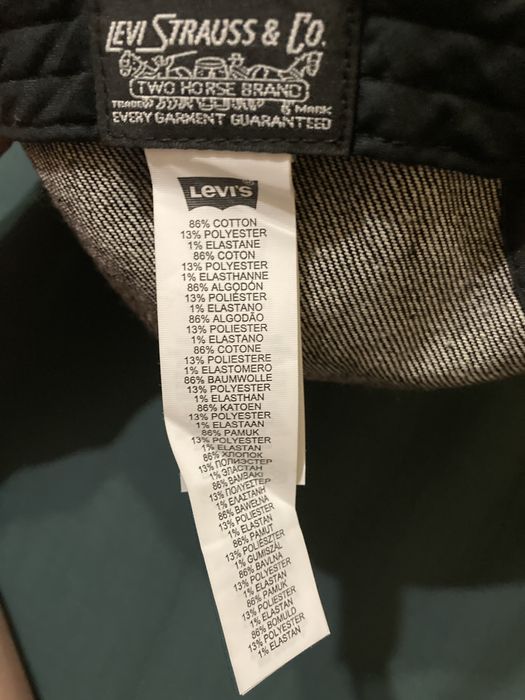 LEVI STRAUSS & CO.
TWO HORSE BRAND
TRADE MARK
EVERY GARMENT GUARANTEED
LEVI'S
86% COTTON
13% POLYESTER
1% ELASTANE
86% COTON
13% POLYESTER
1% ELASTHANNE
86% ALGODÓN
13% POLIÉSTER
1% ELASTANO
86% ALGODÃO
13% POLIESTER
1% ELASTANO
86% COTONE
13% POLIESTERE
1% ELASTOMERO
86% BAUMWOLLE
13% POLYESTER
1% ELASTHAN
86% KATOEN
13% POLYESTER
1% ELASTAAN
86% PAMUK
13% POLYESTER
1% ELASTAN
86% ХЛОПОК
13% ПОЛИЭСТЕР
1% ЭЛАСТАН
86% ΒΑΜΒΑΚΙ
13% ΠΟΛΥΕΣΤΕΡ
1% ΕΛΑΣΤΑΝΗ
86% BAWEŁNA
13% POLIESTER
1% ELASTAN
86% PAMUT
13% POLIÉSZTER
1% GUMISZÁL
86% BAVLNA
13% POLYESTER
1% ELASTAN
86% PAMUK
13% POLIESTER
1% ELASTAN
86% BOMULD
13% POLYESTER
1% ELASTAN